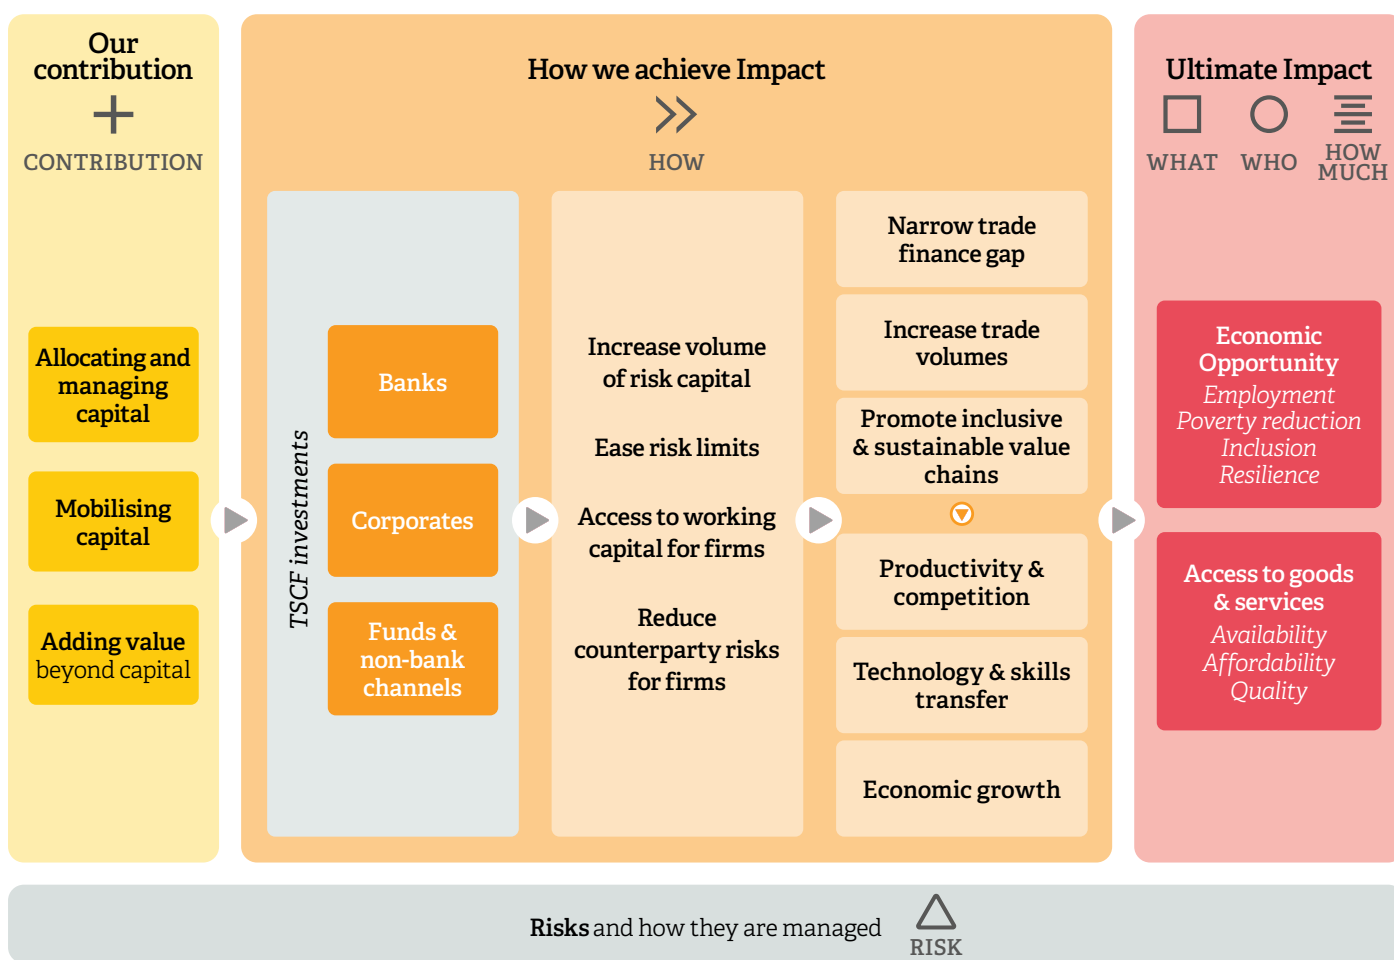 Our
contribution
CONTRIBUTION
Allocating and
managing
capital
Mobilising
capital
Adding value
beyond capital
How we achieve Impact
HOW
TSCF investments
Banks
Corporates
Funds &
non-bank
channels
Increase volume
of risk capital
Ease risk limits
Access to working
capital for firms
Reduce
counterparty risks
for firms
Narrow trade
finance gap
Increase trade
volumes
Promote inclusive
& sustainable value
chains
Productivity &
competition
Technology & skills
transfer
Economic growth
Ultimate Impact
WHAT
WHO
HOW
MUCH
Economic
Opportunity
Employment
Poverty reduction
Inclusion
Resilience
Access to goods
& services
Availability
Affordability
Quality
Risks and how they are managed
RISK